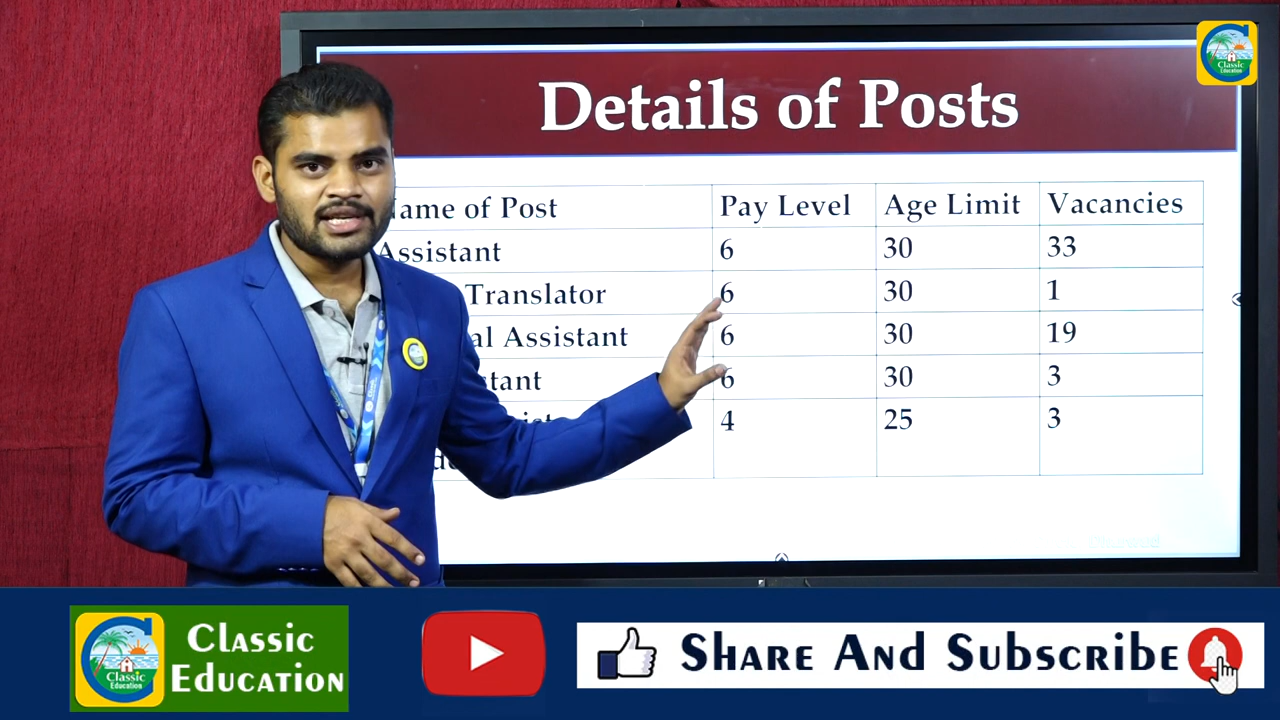 Classic
Education
Details of Posts
Name of Post Pay Level Age Limit Vacancies
Assistant 6 30 33
Translator 6 30 1
al Assistant 6 30 19
stant 6 30 3
4 25 3
Classic
Education
Classic
Education
Share And Subscribe